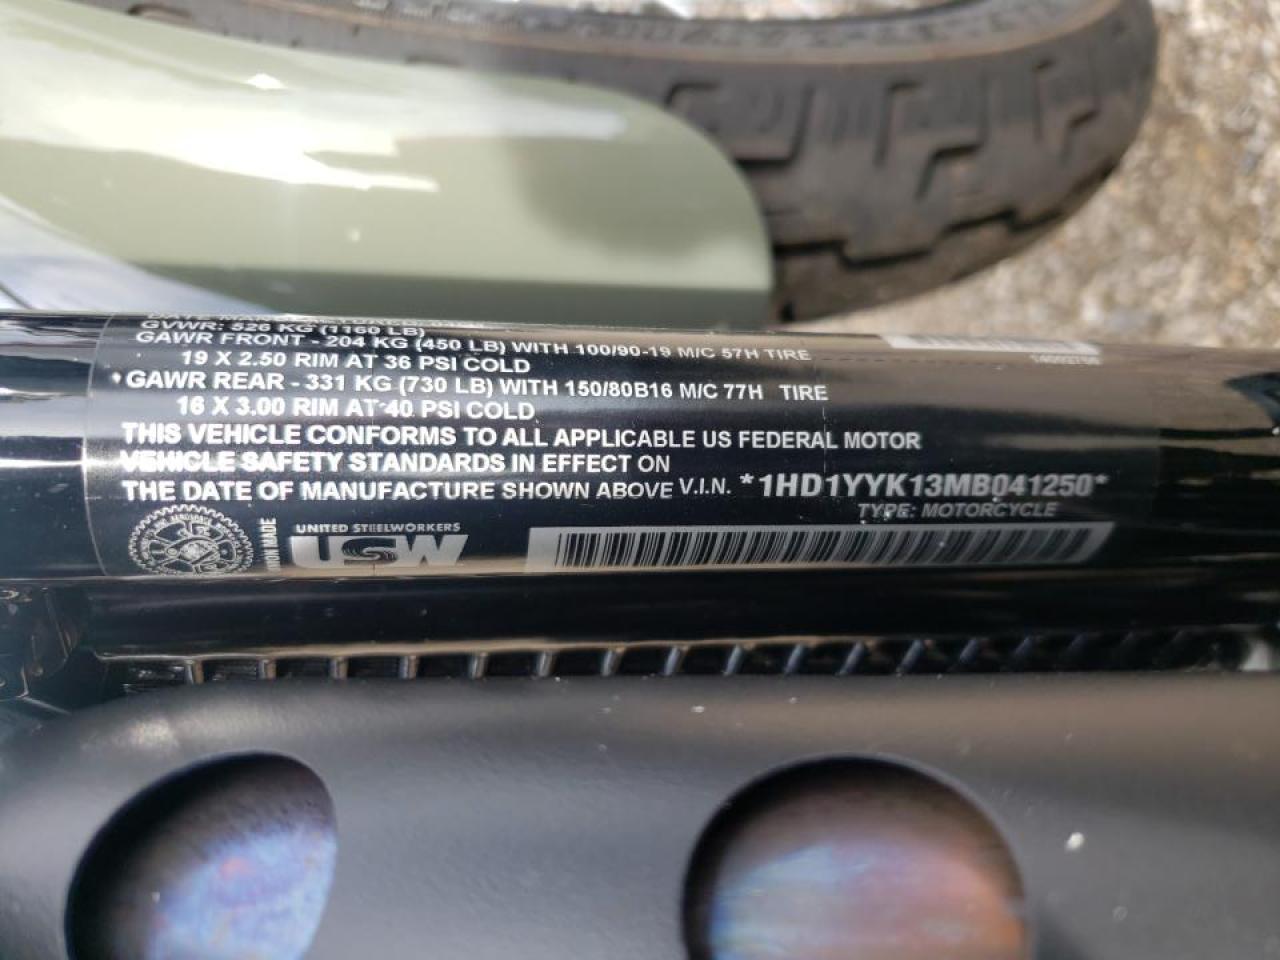 GVWR: 526 KG (1160 LB)
GAWR FRONT - 204 KG (450 LB) WITH 100/90-19 M/C 57H TIRE
19 X 2.50 RIM AT 36 PSI COLD
GAWR REAR - 331 KG (730 LB) WITH 150/80B16 M/C 77H TIRE
16 X 3.00 RIM AT 40 PSI COLD
THIS VEHICLE CONFORMS TO ALL APPLICABLE US FEDERAL MOTOR
VEHICLE SAFETY STANDARDS IN EFFECT ON
THE DATE OF MANUFACTURE SHOWN ABOVE V.I.N. *1HD1YYK13MB041250*
TYPE: MOTORCYCLE
UNION MADE
UNITED STEELWORKERS
USW